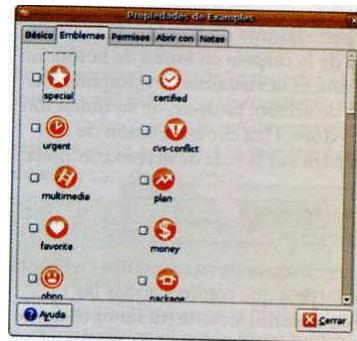 Propiedades de Examples
Básico Emblemas Permisos Abrir con Notas
special certified
urgent cvs-conflict
multimedia plan
favorite money
ohno package
Ayuda Cerrar